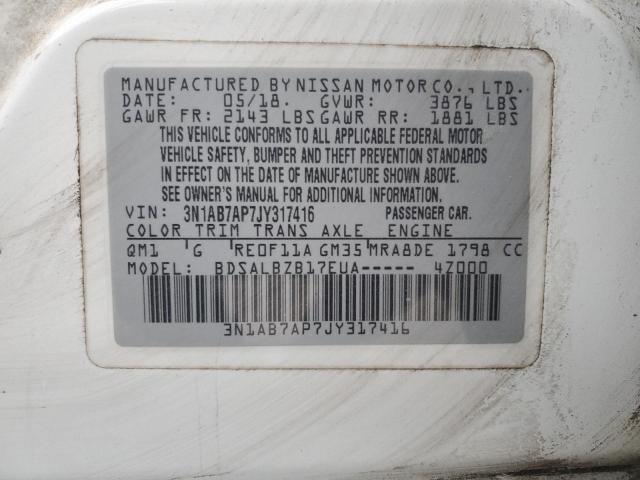 MANUFACTURED BY NISSAN MOTOR CO., LTD.
DATE: 05/18. GVWR: 3876 LBS
GAWR FR: 2143 LBS GAWR RR: 1881 LBS
THIS VEHICLE CONFORMS TO ALL APPLICABLE FEDERAL MOTOR
VEHICLE SAFETY, BUMPER AND THEFT PREVENTION STANDARDS
IN EFFECT ON THE DATE OF MANUFACTURE SHOWN ABOVE.
SEE OWNER'S MANUAL FOR ADDITIONAL INFORMATION.
VIN: 3N1AB7AP7JY317416 PASSENGER CAR.
COLOR TRIM TRANS AXLE ENGINE
QM1 G RE0F11A GM35 MRA8DE 1798 CC
MODEL: BDSALBZB17EUA----- 4Z000
3N1AB7AP7JY317416